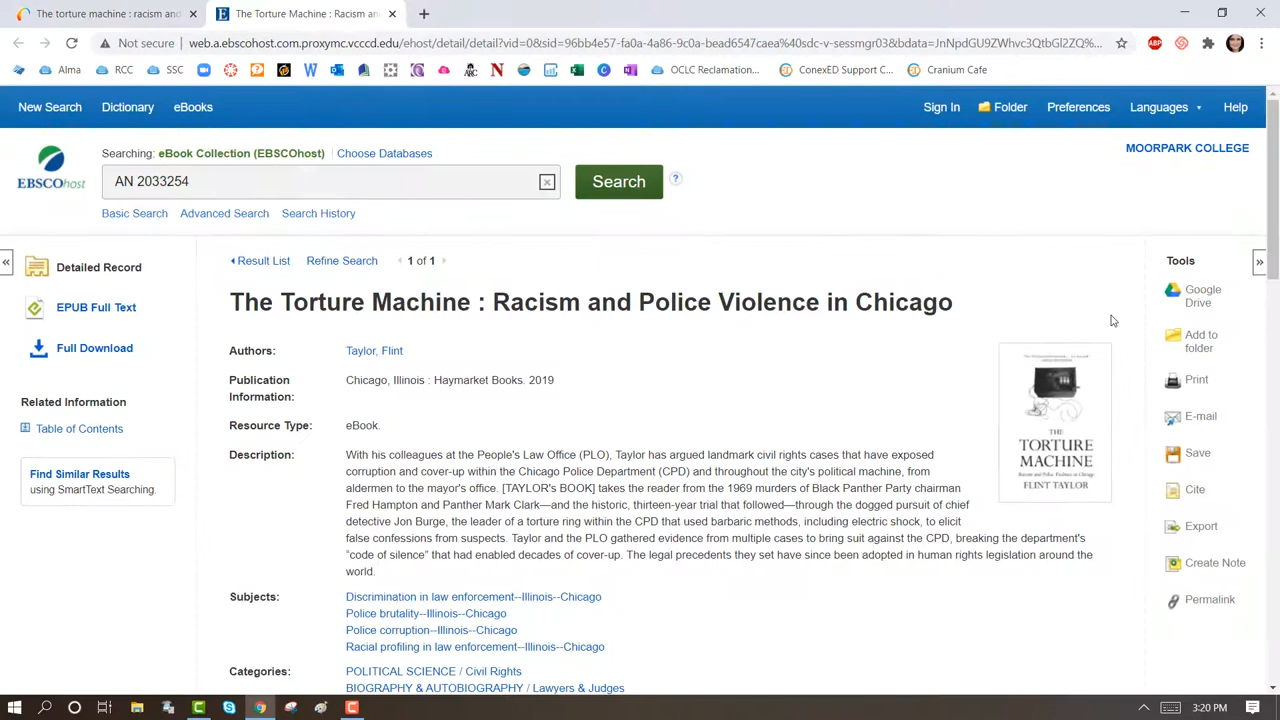 The torture machine : racism and
The Torture Machine : Racism an
Not secure | web.a.ebscohost.com.proxymc.vcccd.edu/ehost/detail/detail?vid=0&sid=96bb4e57-fa0a-4a86-9c0a-bead6547caea%40sdc-v-sessmgr03&bdata=JnNpdGU9ZWhvc3QtbGl2ZQ%...
Alma
RCC
SSC
OCLC Reclamation...
ConexED Support C...
Cranium Cafe
New Search
Dictionary
eBooks
Sign In
Folder
Preferences
Languages
Help
Searching: eBook Collection (EBSCOhost)
Choose Databases
MOORPARK COLLEGE
EBSCOhost
AN 2033254
Search
Basic Search
Advanced Search
Search History
Detailed Record
EPUB Full Text
Full Download
Related Information
Table of Contents
Find Similar Results
using SmartText Searching.
Result List
Refine Search
1 of 1
The Torture Machine : Racism and Police Violence in Chicago
Authors:
Taylor, Flint
Publication
Information:
Chicago, Illinois : Haymarket Books. 2019
Resource Type:
eBook.
Description:
With his colleagues at the People's Law Office (PLO), Taylor has argued landmark civil rights cases that have exposed
corruption and cover-up within the Chicago Police Department (CPD) and throughout the city's political machine, from
aldermen to the mayor's office. [TAYLOR's BOOK] takes the reader from the 1969 murders of Black Panther Party chairman
Fred Hampton and Panther Mark Clark—and the historic, thirteen-year trial that followed—through the dogged pursuit of chief
detective Jon Burge, the leader of a torture ring within the CPD that used barbaric methods, including electric shock, to elicit
false confessions from suspects. Taylor and the PLO gathered evidence from multiple cases to bring suit against the CPD, breaking the department's
“code of silence” that had enabled decades of cover-up. The legal precedents they set have since been adopted in human rights legislation around the
world.
Subjects:
Discrimination in law enforcement--Illinois--Chicago
Police brutality--Illinois--Chicago
Police corruption--Illinois--Chicago
Racial profiling in law enforcement--Illinois--Chicago
Categories:
POLITICAL SCIENCE / Civil Rights
BIOGRAPHY & AUTOBIOGRAPHY / Lawyers & Judges
THE
TORTURE
MACHINE
Racism and Police Violence in Chicago
FLINT TAYLOR
Tools
Google
Drive
Add to
folder
Print
E-mail
Save
Cite
Export
Create Note
Permalink
3:20 PM